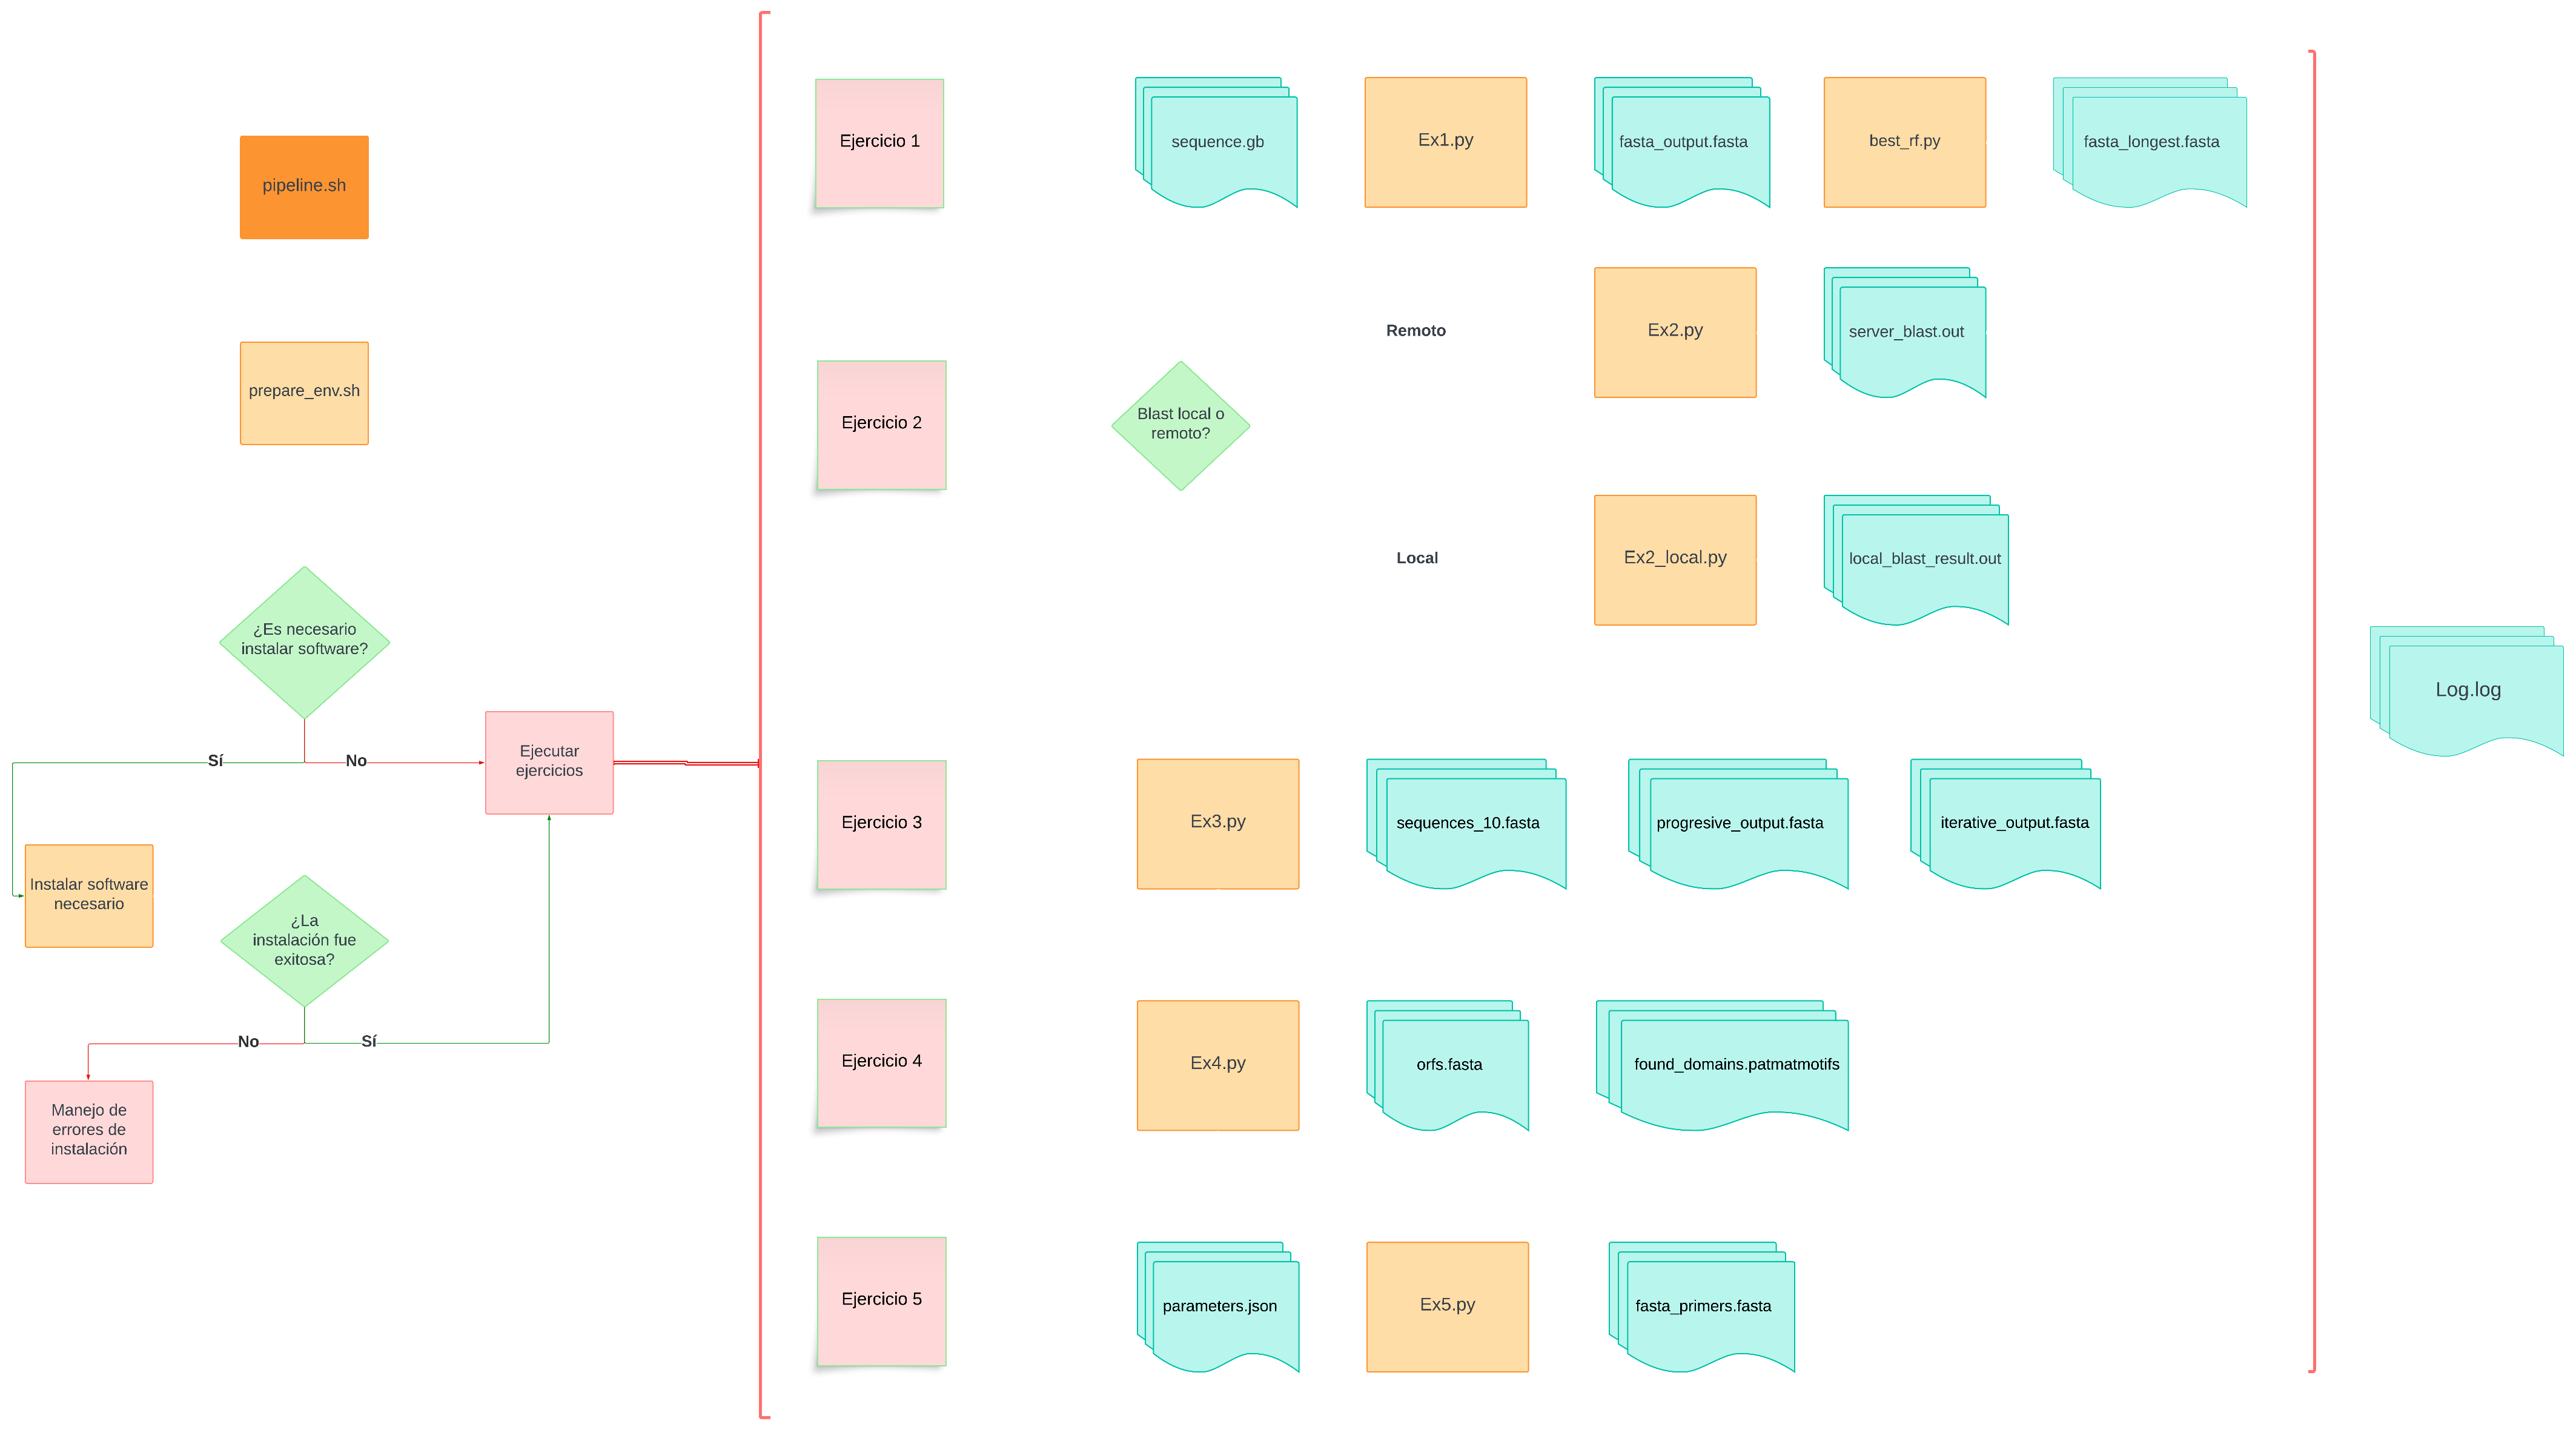 pipeline.sh
prepare_env.sh
¿Es necesario
instalar software?
Sí
No
Ejecutar
ejercicios
Instalar software
necesario
¿La
instalación fue
exitosa?
No
Sí
Manejo de
errores de
instalación
Ejercicio 1
sequence.gb
Ex1.py
fasta_output.fasta
best_rf.py
fasta_longest.fasta
Ejercicio 2
Blast local o
remoto?
Remoto
Ex2.py
server_blast.out
Local
Ex2_local.py
local_blast_result.out
Ejercicio 3
Ex3.py
sequences_10.fasta
progresive_output.fasta
iterative_output.fasta
Ejercicio 4
Ex4.py
orfs.fasta
found_domains.patmatmotifs
Ejercicio 5
parameters.json
Ex5.py
fasta_primers.fasta
Log.log